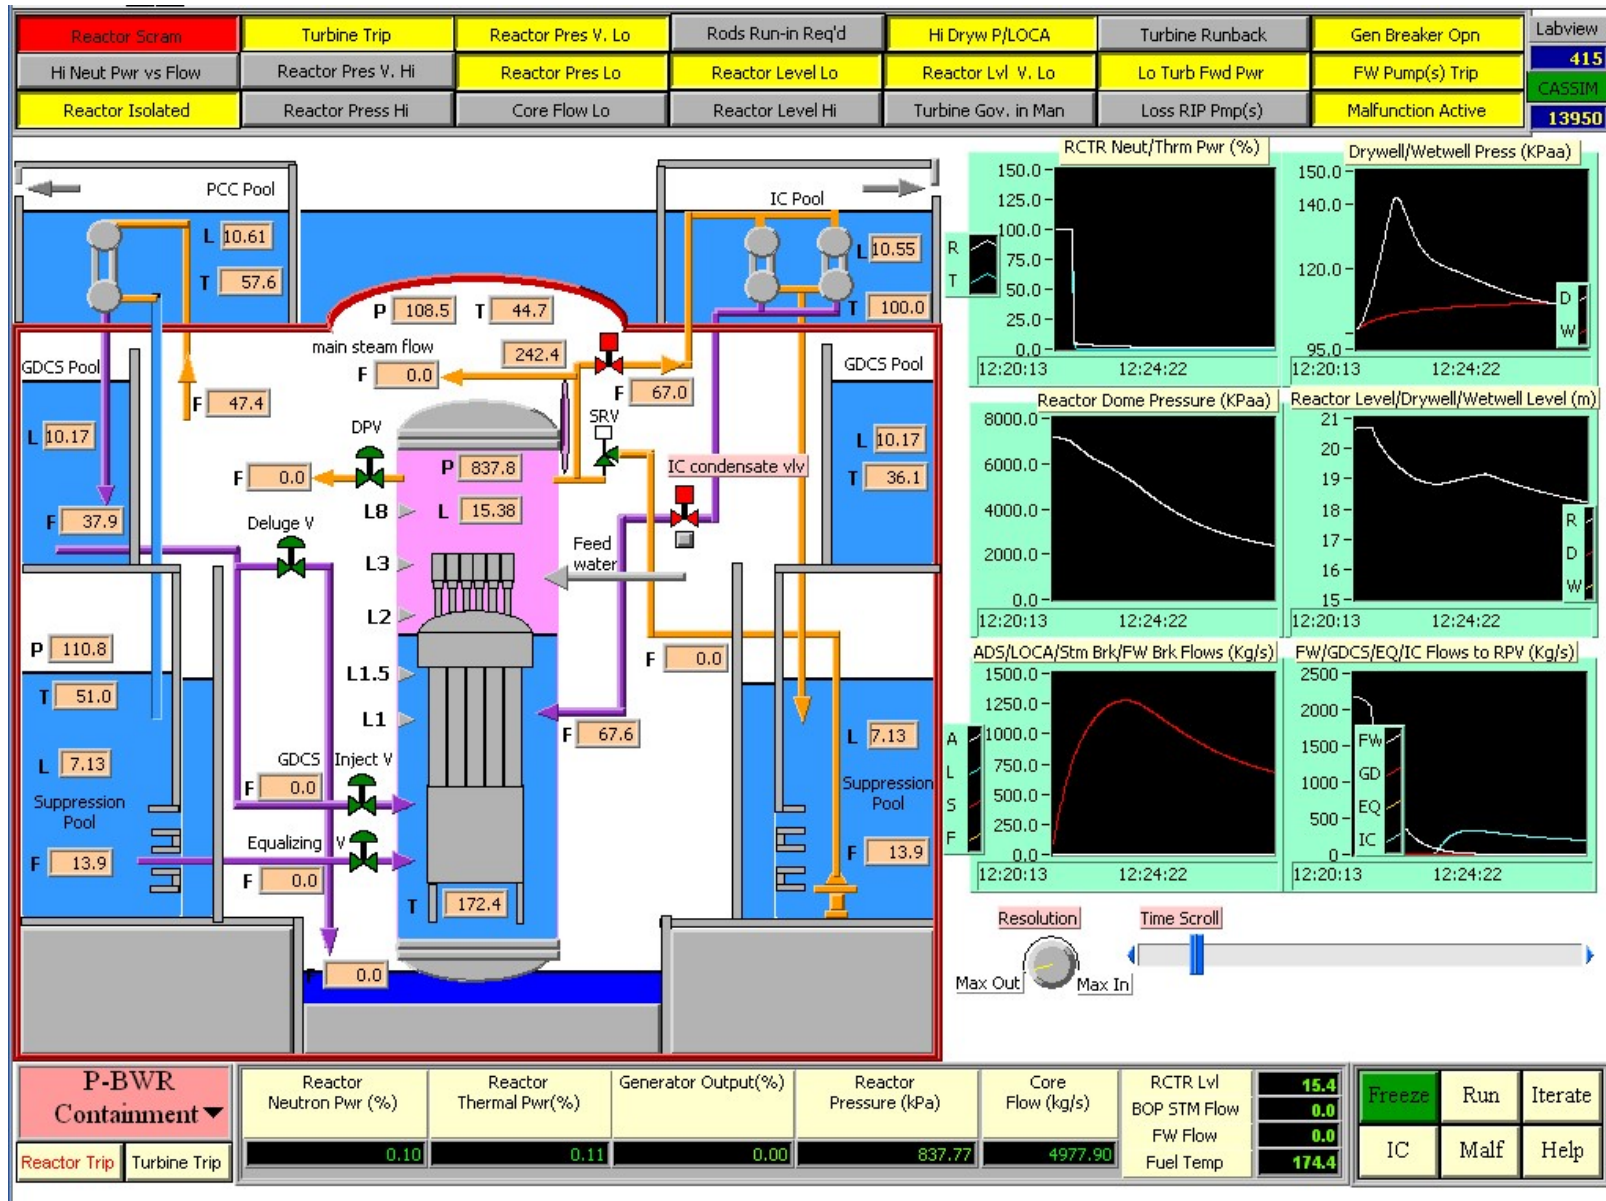 Reactor Scram Turbine Trip Reactor Pres V. Lo Rods Run-in Req'd Hi Dryw P/LOCA Turbine Runback Gen Breaker Opn Labview
Hi Neut Pwr vs Flow Reactor Pres V. Hi Reactor Pres Lo Reactor Level Lo Reactor Lvl V. Lo Lo Turb Fwd Pwr FW Pump(s) Trip 415
CASSIM
Reactor Isolated Reactor Press Hi Core Flow Lo Reactor Level Hi Turbine Gov. in Man Loss RIP Pmp(s) Malfunction Active 13950
PCC Pool
L 10.61
T 57.6
IC Pool
L 10.55
T 100.0
P 108.5 T 44.7
main steam flow
242.4
F 0.0
F 67.0
GDCS Pool
F 47.4
L 10.17
F 37.9
GDCS Pool
L 10.17
T 36.1
DPV
F 0.0
SRV
P 837.8
L 15.38
IC condensate vlv
L8
L3
L2
L1.5
L1
Deluge V
Feed
water
P 110.8
T 51.0
L 7.13
Suppression
Pool
F 13.9
F 0.0
F 67.6
GDCS Inject V
F 0.0
Equalizing V
F 0.0
T 172.4
F 0.0
L 7.13
Suppression
Pool
F 13.9
RCTR Neut/Thrm Pwr (%)
150.0
125.0
100.0
75.0
50.0
25.0
0.0
R
T
12:20:13 12:24:22
Drywell/Wetwell Press (KPaa)
150.0
140.0
120.0
95.0
D
W
12:20:13 12:24:22
Reactor Dome Pressure (KPaa)
8000.0
6000.0
4000.0
2000.0
0.0
12:20:13 12:24:22
Reactor Level/Drywell/Wetwell Level (m)
21
20
19
18
17
16
15
R
D
W
12:20:13 12:24:22
ADS/LOCA/Stm Brk/FW Brk Flows (Kg/s)
1500.0
1250.0
1000.0
750.0
500.0
250.0
0.0
A
L
S
F
12:20:13 12:24:22
FW/GDCS/EQ/IC Flows to RPV (Kg/s)
2500
2000
1500
1000
500
0
FW
GD
EQ
IC
12:20:13 12:24:22
Resolution
Max Out Max In
Time Scroll
P-BWR
Containment
Reactor Trip Turbine Trip
Reactor
Neutron Pwr (%)
0.10
Reactor
Thermal Pwr(%)
0.11
Generator Output(%)
0.00
Reactor
Pressure (kPa)
837.77
Core
Flow (kg/s)
4977.90
RCTR Lvl 15.4
BOP STM Flow 0.0
FW Flow 0.0
Fuel Temp 174.4
Freeze Run Iterate
IC Malf Help